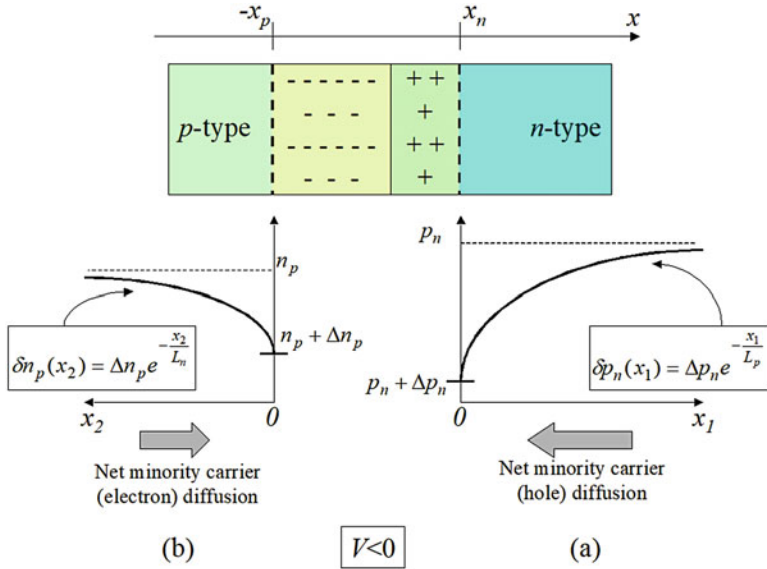 -x_p x_n x
p-type
n-type
- - - - - -
- - -
- - - - - -
- - -
+ +
+
+ +
+
n_p
n_p + Δn_p
δn_p(x_2) = Δn_p e^{-x_2/L_n}
x_2 0
Net minority carrier
(electron) diffusion
p_n
p_n + Δp_n
δp_n(x_1) = Δp_n e^{-x_1/L_p}
0 x_1
Net minority carrier
(hole) diffusion
(b) V<0 (a)